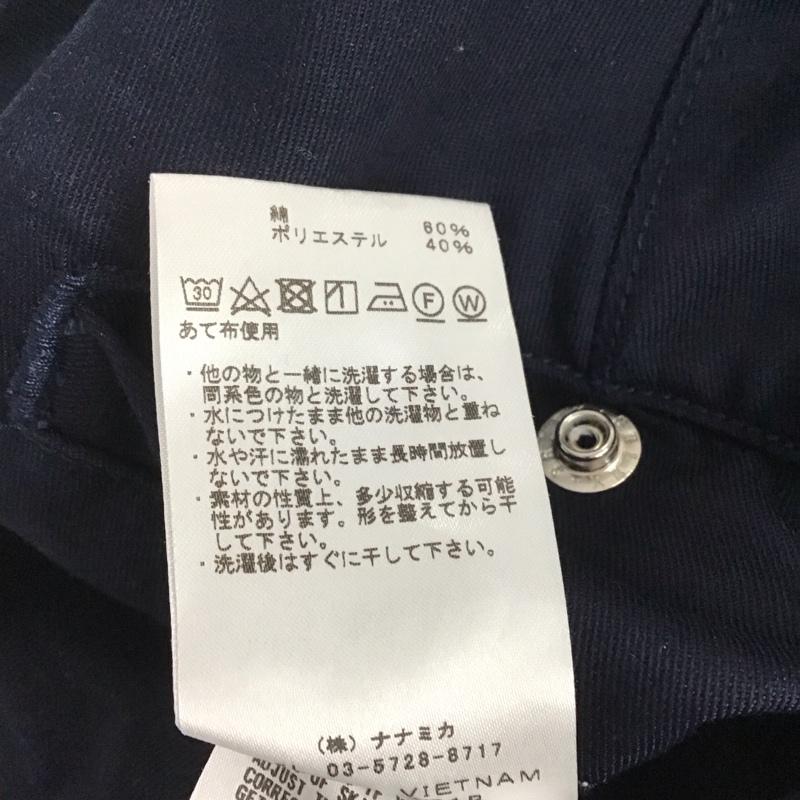 綿 60%
ポリエステル 40%
30 F W
あて布使用
・他の物と一緒に洗濯する場合は、
同系色の物と洗濯して下さい。
・水につけたまま他の洗濯物と重ね
ないで下さい。
・水や汗に濡れたまま長時間放置し
ないで下さい。
・素材の性質上、多少収縮する可能
性があります。形を整えてから干
して下さい。
・洗濯後はすぐに干して下さい。
(株) ナナミカ
03-5728-8717
VIETNAM
ADJUST T
CORREC
GET